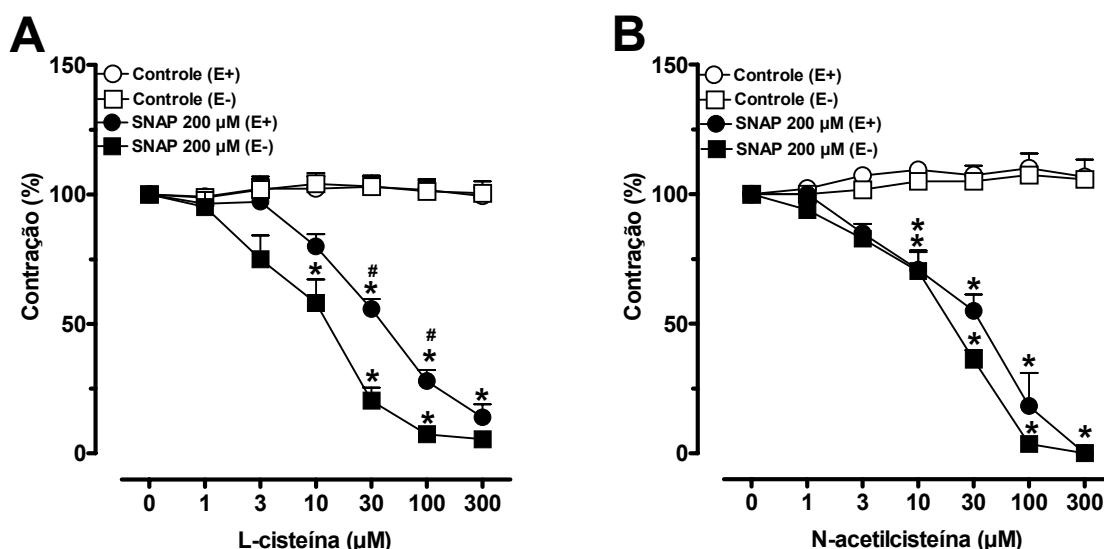 A
150
100
50
0
Contração (%)
Controle (E+)
Controle (E-)
SNAP 200 µM (E+)
SNAP 200 µM (E-)
*
#
*
#
*
*
*
*
0 1 3 10 30 100 300
L-cisteína (µM)
B
150
100
50
0
Contração (%)
Controle (E+)
Controle (E-)
SNAP 200 µM (E+)
SNAP 200 µM (E-)
*
*
*
*
*
*
*
0 1 3 10 30 100 300
N-acetilcisteína (µM)